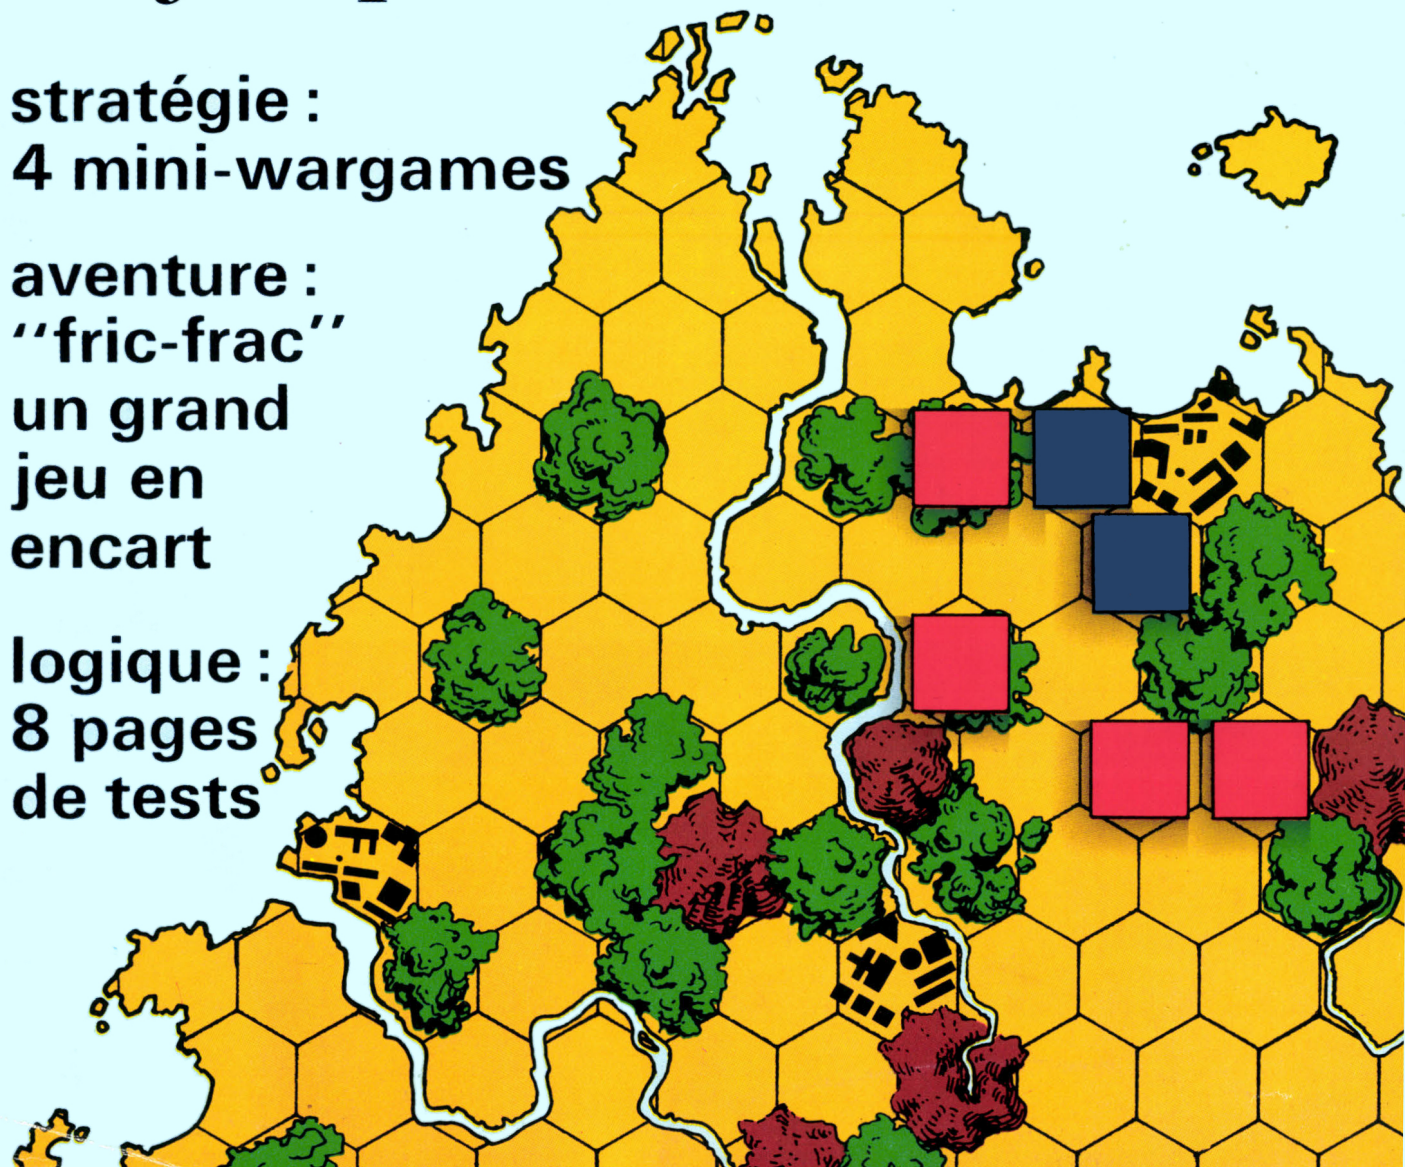 stratégie :
4 mini-wargames
aventure :
“fric-frac”
un grand
jeu en
encart
logique :
8 pages
de tests